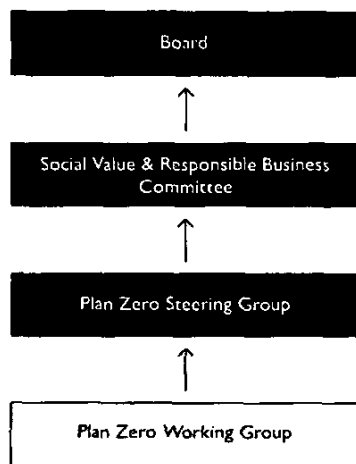 Board
Social Value & Responsible Business
Committee
Plan Zero Steering Group
Plan Zero Working Group